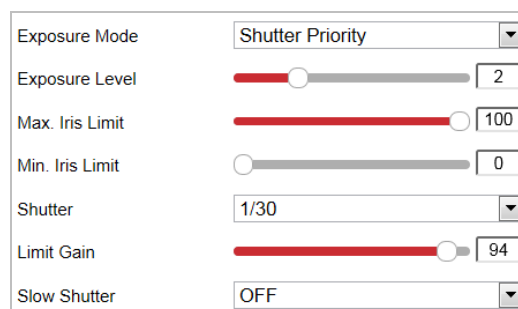 Exposure Mode Shutter Priority
Exposure Level 2
Max. Iris Limit 100
Min. Iris Limit 0
Shutter 1/30
Limit Gain 94
Slow Shutter OFF